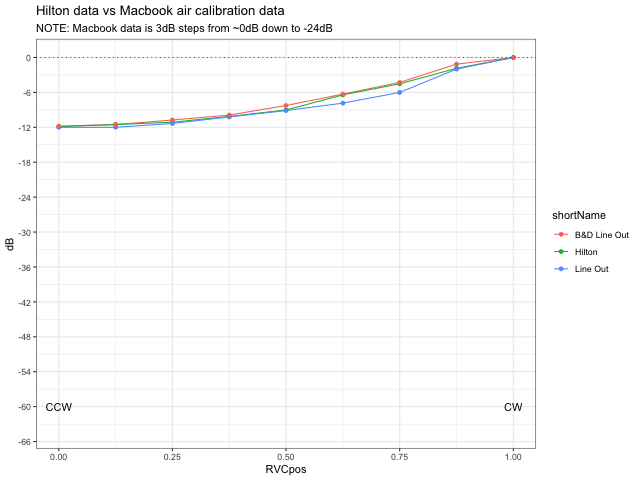 Hilton data vs Macbook air calibration data
NOTE: Macbook data is 3dB steps from ~0dB down to -24dB
0
-6
-12
-18
-24
-30
-36
-42
-48
-54
-60
-66
dB
CCW
CW
0.00
0.25
0.50
0.75
1.00
RVCpos
shortName
B&D Line Out
Hilton
Line Out